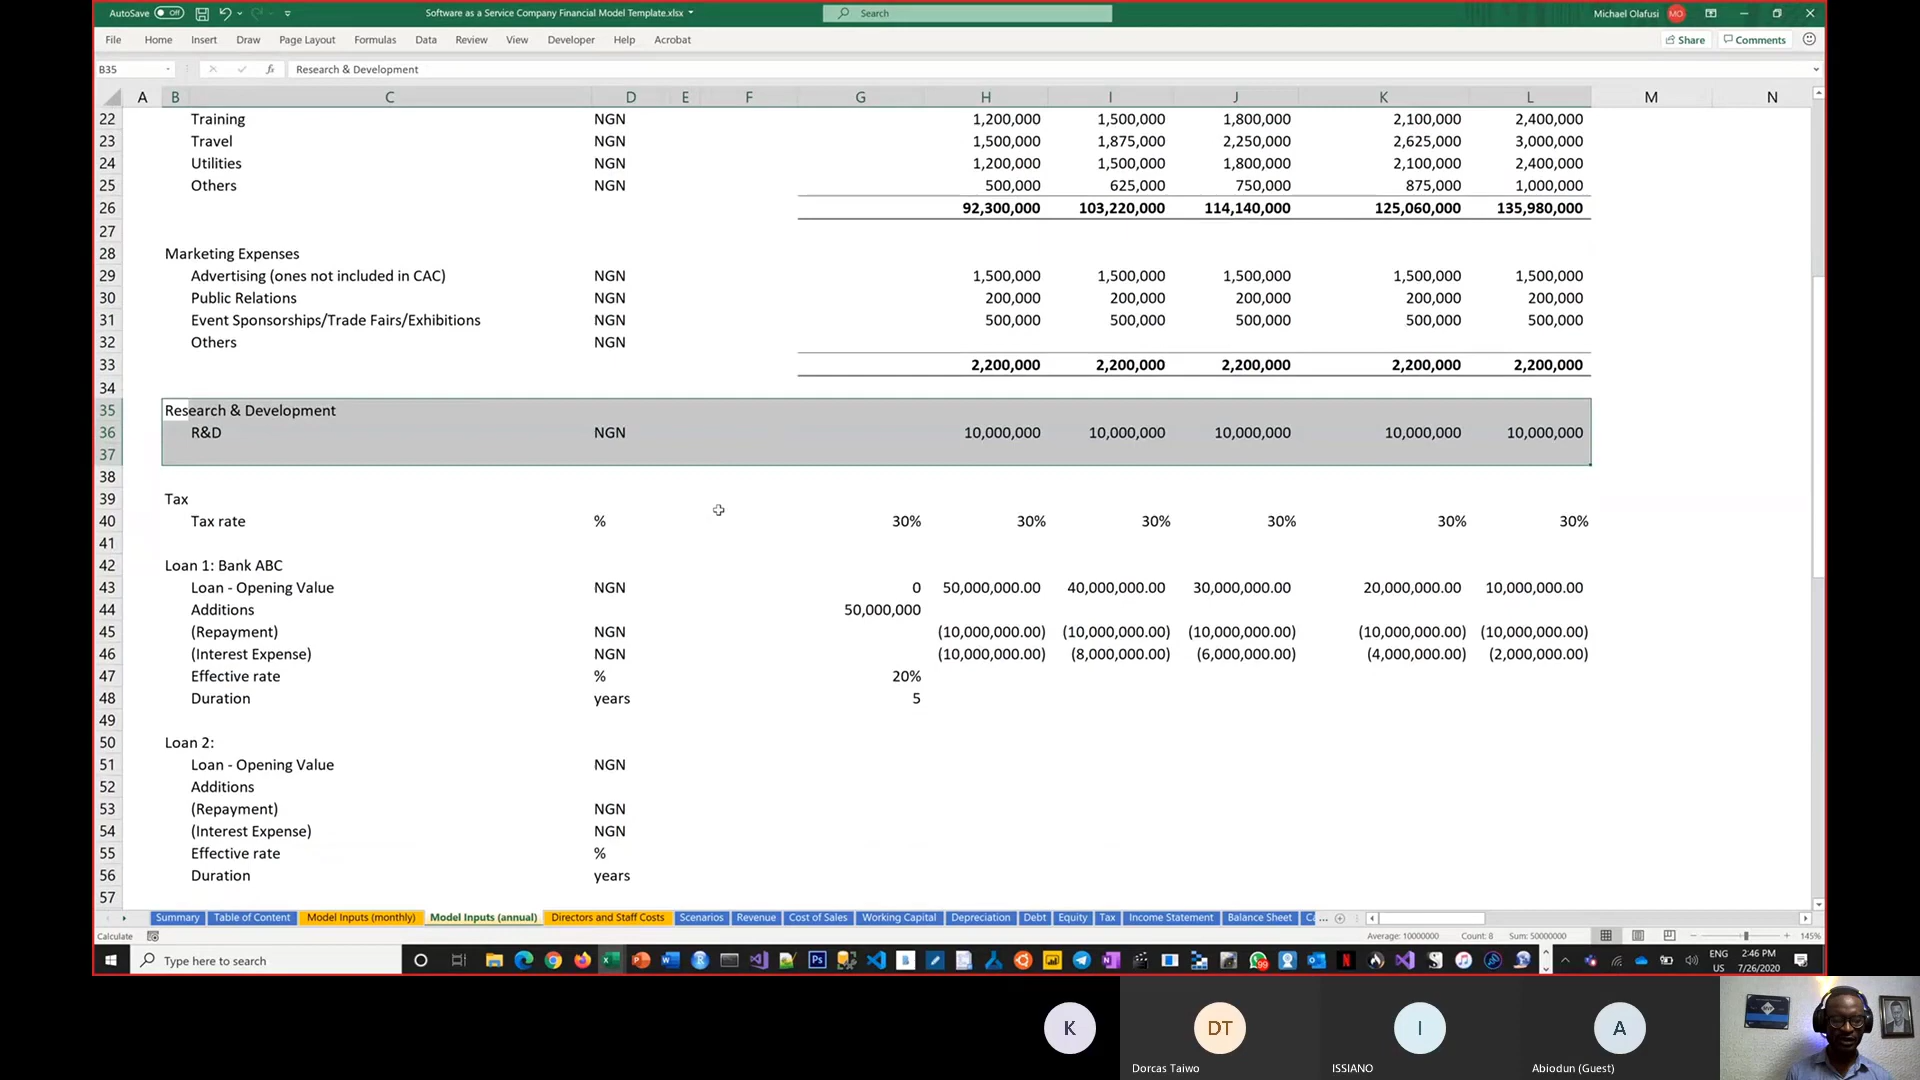 AutoSave Off Software as a Service Company Financial Model Template.xlsx Search Michael Olafusi MO
File Home Insert Draw Page Layout Formulas Data Review View Developer Help Acrobat Share Comments
B35 fx Research & Development
A B C D E F G H I J K L M N
22 Training NGN 1,200,000 1,500,000 1,800,000 2,100,000 2,400,000
23 Travel NGN 1,500,000 1,875,000 2,250,000 2,625,000 3,000,000
24 Utilities NGN 1,200,000 1,500,000 1,800,000 2,100,000 2,400,000
25 Others NGN 500,000 625,000 750,000 875,000 1,000,000
26 92,300,000 103,220,000 114,140,000 125,060,000 135,980,000
27
28 Marketing Expenses
29 Advertising (ones not included in CAC) NGN 1,500,000 1,500,000 1,500,000 1,500,000 1,500,000
30 Public Relations NGN 200,000 200,000 200,000 200,000 200,000
31 Event Sponsorships/Trade Fairs/Exhibitions NGN 500,000 500,000 500,000 500,000 500,000
32 Others NGN
33 2,200,000 2,200,000 2,200,000 2,200,000 2,200,000
34
35 Research & Development
36 R&D NGN 10,000,000 10,000,000 10,000,000 10,000,000 10,000,000
37
38
39 Tax
40 Tax rate % 30% 30% 30% 30% 30% 30%
41
42 Loan 1: Bank ABC
43 Loan - Opening Value NGN 0 50,000,000.00 40,000,000.00 30,000,000.00 20,000,000.00 10,000,000.00
44 Additions 50,000,000
45 (Repayment) NGN (10,000,000.00) (10,000,000.00) (10,000,000.00) (10,000,000.00) (10,000,000.00)
46 (Interest Expense) NGN (10,000,000.00) (8,000,000.00) (6,000,000.00) (4,000,000.00) (2,000,000.00)
47 Effective rate % 20%
48 Duration years 5
49
50 Loan 2:
51 Loan - Opening Value NGN
52 Additions
53 (Repayment) NGN
54 (Interest Expense) NGN
55 Effective rate %
56 Duration years
57
Summary Table of Content Model Inputs (monthly) Model Inputs (annual) Directors and Staff Costs Scenarios Revenue Cost of Sales Working Capital Depreciation Debt Equity Tax Income Statement Balance Sheet ...
Calculate Average: 10000000 Count: 8 Sum: 50000000 145%
Type here to search ENG 2:46 PM
US 7/26/2020
K DT I A
Dorcas Taiwo ISSIANO Abiodun (Guest)